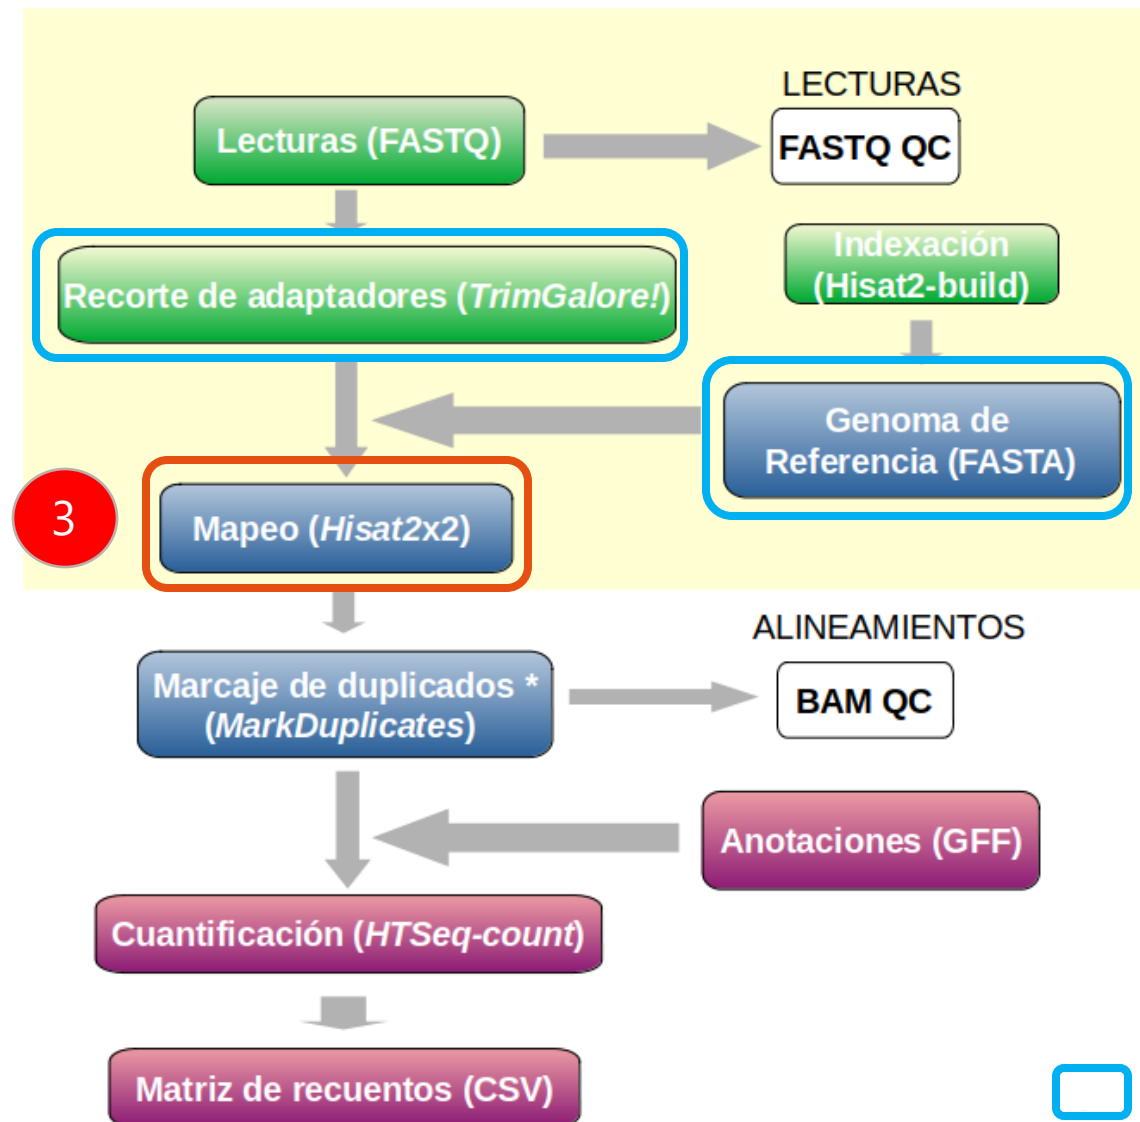 LECTURAS
Lecturas (FASTQ)
FASTQ QC
Recorte de adaptadores (TrimGalore!)
Indexación
(Hisat2-build)
Genoma de
Referencia (FASTA)
3
Mapeo (Hisat2x2)
ALINEAMIENTOS
Marcaje de duplicados *
(MarkDuplicates)
BAM QC
Anotaciones (GFF)
Cuantificación (HTSeq-count)
Matriz de recuentos (CSV)